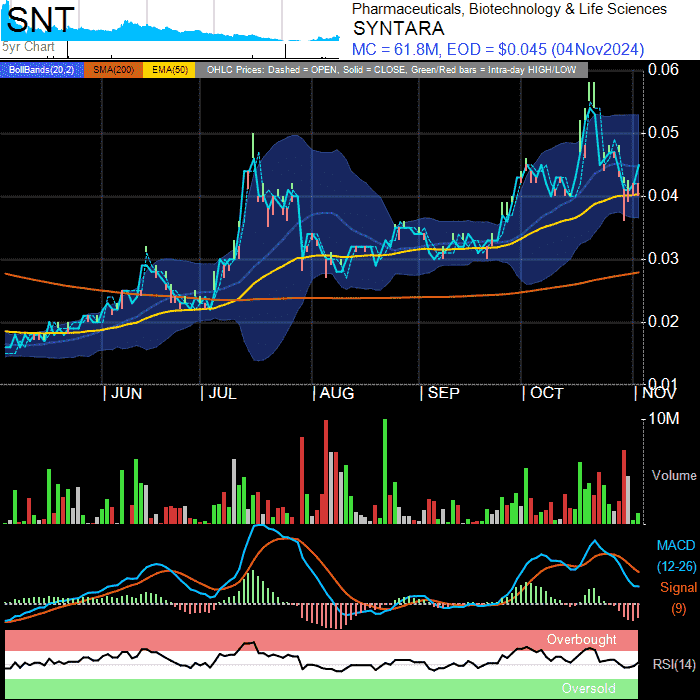 SNT
5yr Chart
Pharmaceuticals, Biotechnology & Life Sciences
SYNTARA
MC = 61.8M, EOD = $0.045 (04Nov2024)
BollBands(20,2) SMA(200) EMA(50) OHLC Prices: Dashed = OPEN, Solid = CLOSE, Green/Red bars = Intra-day HIGH/LOW
0.06
0.05
0.04
0.03
0.02
0.01
JUN JUL AUG SEP OCT NOV
10M
Volume
MACD
(12-26)
Signal
(9)
Overbought
RSI(14)
Oversold